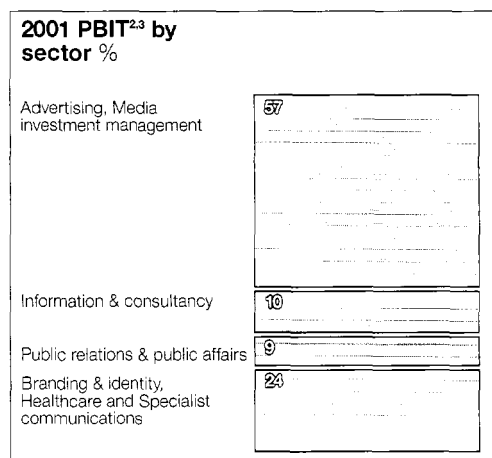 2001 PBIT2,3 by
sector %
Advertising, Media
investment management
57
Information & consultancy
10
Public relations & public affairs
9
Branding & identity,
Healthcare and Specialist
communications
24